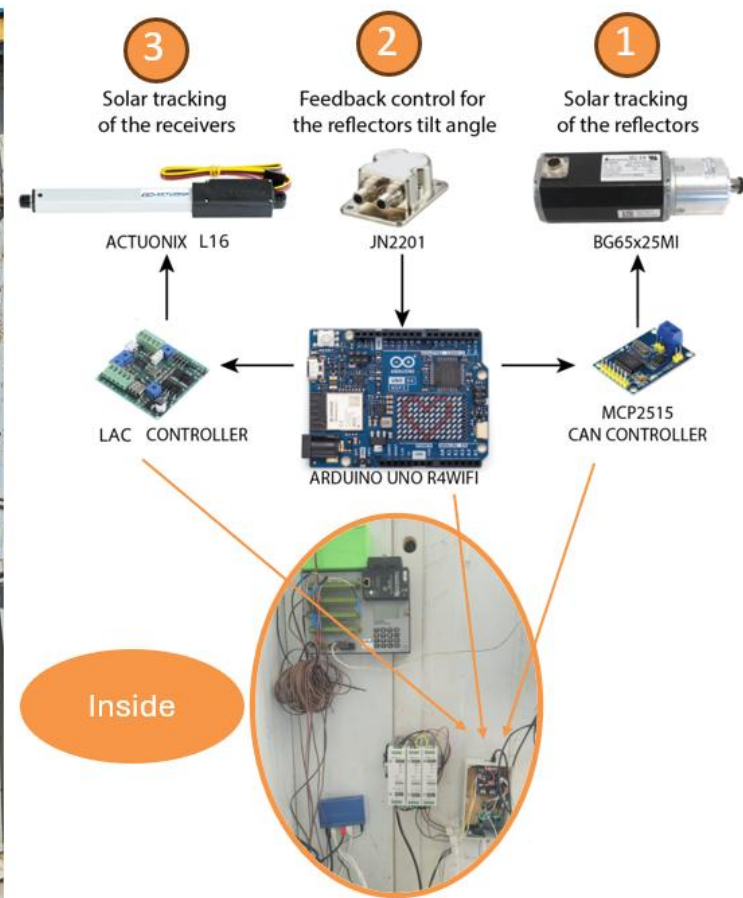 3
2
1
Solar tracking
of the receivers
Feedback control for
the reflectors tilt angle
Solar tracking
of the reflectors
ACTUONIX L16
JN2201
BG65x25MI
LAC CONTROLLER
ARDUINO UNO R4WIFI
MCP2515
CAN CONTROLLER
Inside